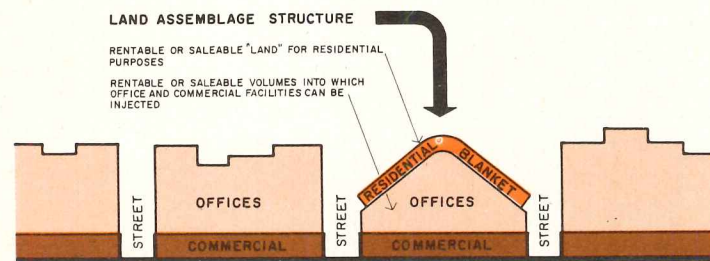 LAND ASSEMBLAGE STRUCTURE
RENTABLE OR SALEABLE "LAND" FOR RESIDENTIAL
PURPOSES
RENTABLE OR SALEABLE VOLUMES INTO WHICH
OFFICE AND COMMERCIAL FACILITIES CAN BE
INJECTED
RESIDENTIAL BLANKET
OFFICES
OFFICES
STREET
STREET
STREET
COMMERCIAL
COMMERCIAL